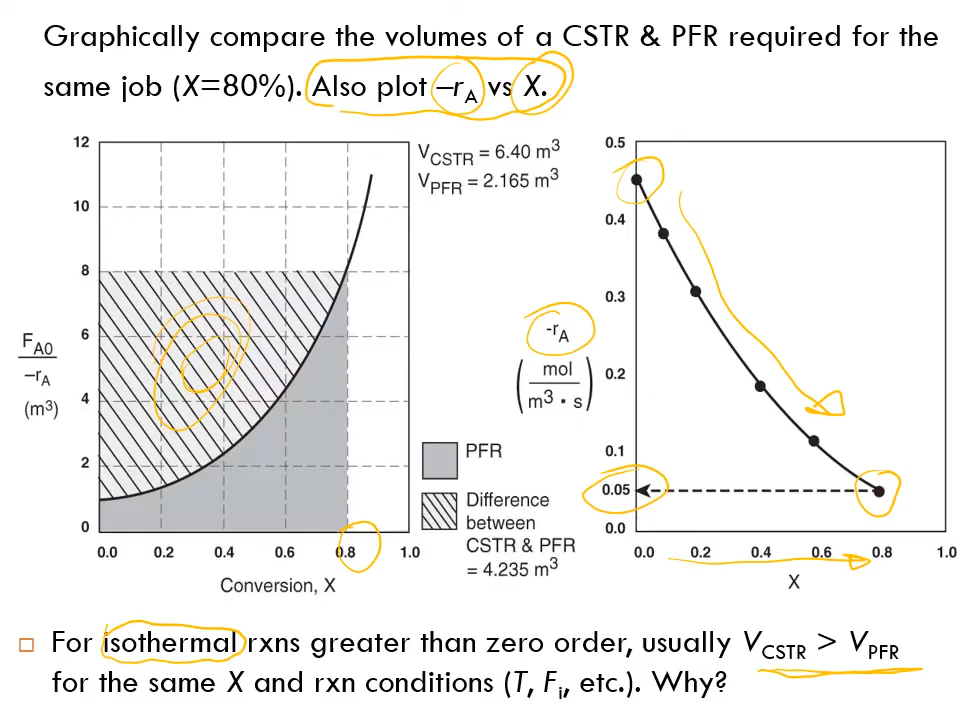 Graphically compare the volumes of a CSTR & PFR required for the
same job (X=80%). Also plot –rA vs X.
12
10
8
6
4
2
0
FA0
–rA
(m³)
0.0 0.2 0.4 0.6 0.8 1.0
Conversion, X
VCSTR = 6.40 m³
VPFR = 2.165 m³
PFR
Difference
between
CSTR & PFR
= 4.235 m³
0.5
0.4
0.3
0.2
0.1
0.05
0.0
-rA
(mol
m³ • s)
0.0 0.2 0.4 0.6 0.8 1.0
X
For isothermal rxns greater than zero order, usually VCSTR > VPFR
for the same X and rxn conditions (T, Fi, etc.). Why?